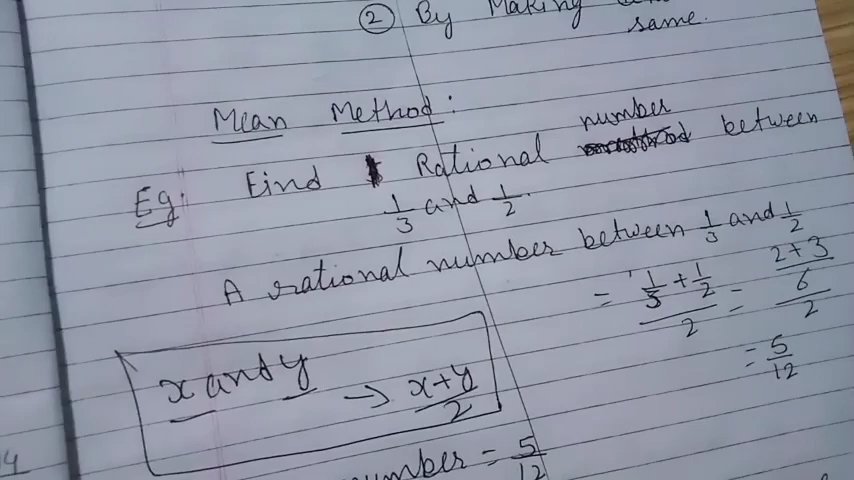 ② By Making
same.
Mean Method:
Eg: Find 1 Rational number between
1/3 and 1/2.
A rational number between 1/3 and 1/2
= (1/3 + 1/2)/2 = ((2+3)/6)/2
= 5/12
x and y → (x+y)/2
number = 5/12